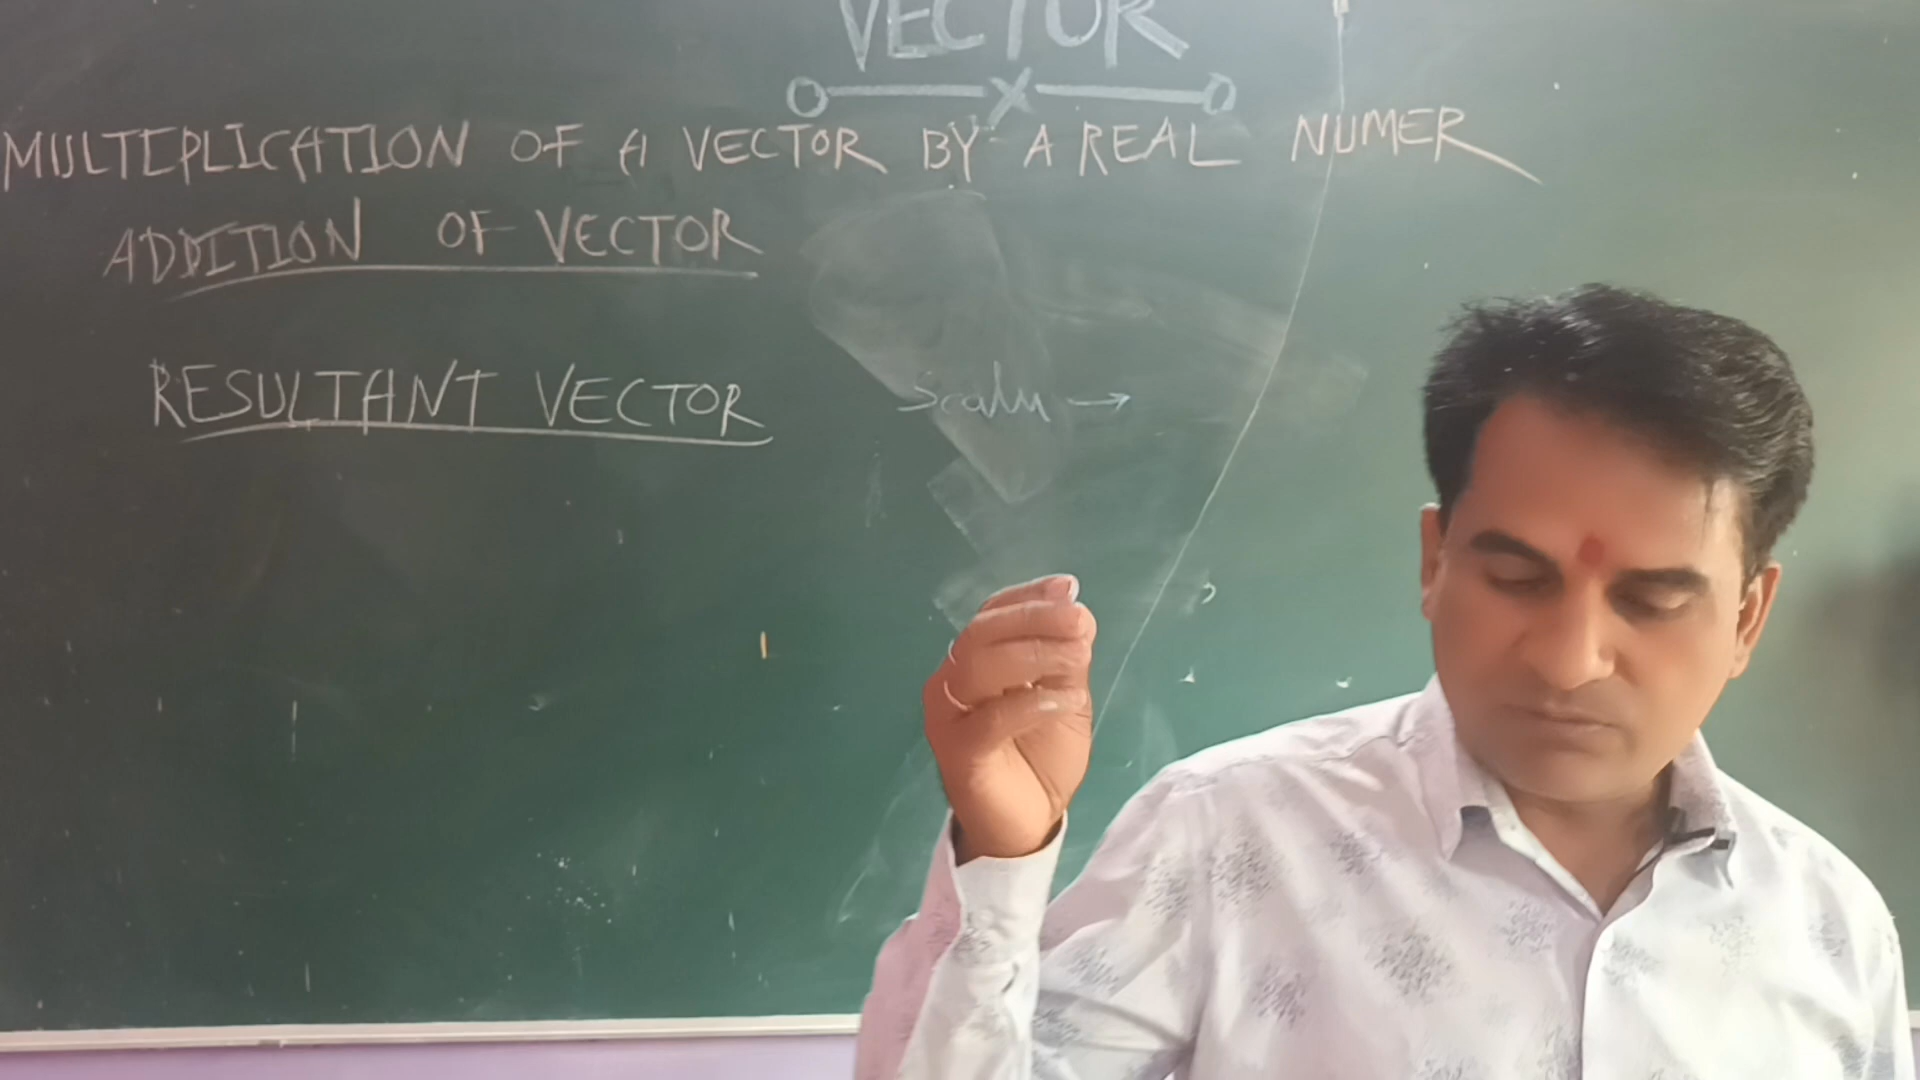 VECTOR
MULTIPLICATION OF A VECTOR BY A REAL NUMER
ADDITION OF VECTOR
RESULTANT VECTOR